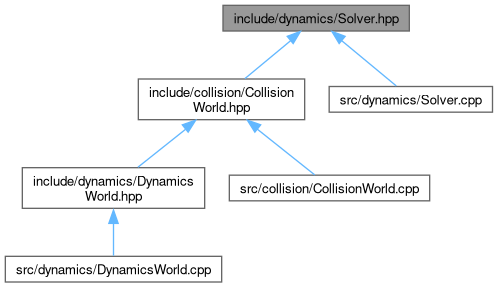 include/dynamics/Solver.hpp
include/collision/Collision
World.hpp
src/dynamics/Solver.cpp
include/dynamics/Dynamics
World.hpp
src/collision/CollisionWorld.cpp
src/dynamics/DynamicsWorld.cpp